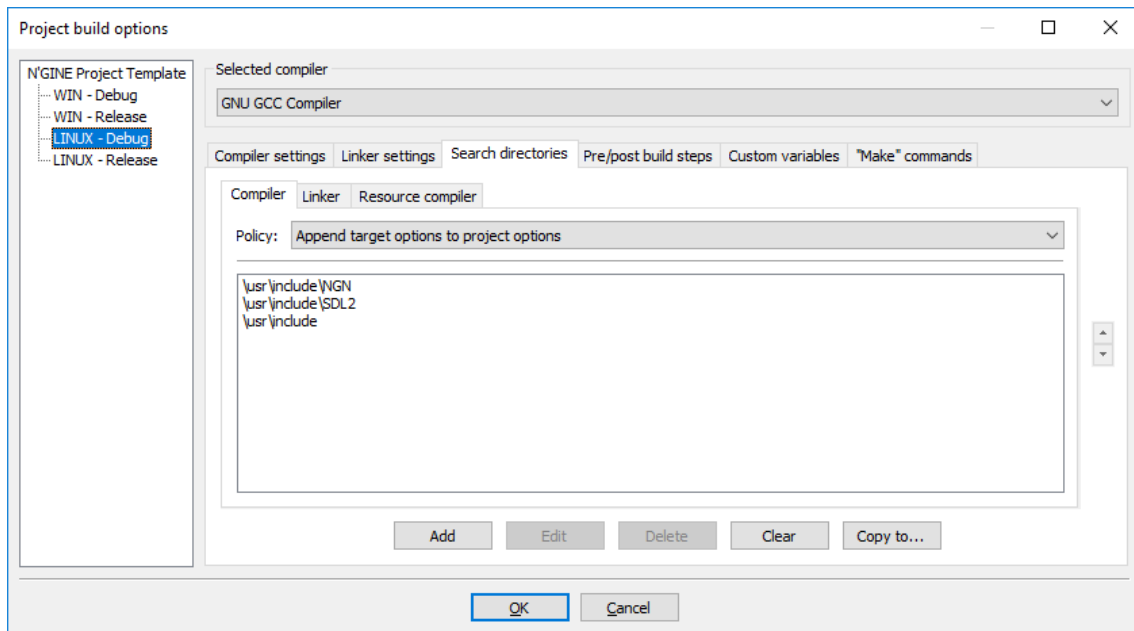 Project build options
N'GINE Project Template
WIN - Debug
WIN - Release
LINUX - Debug
LINUX - Release
Selected compiler
GNU GCC Compiler
Compiler settings Linker settings Search directories Pre/post build steps Custom variables "Make" commands
Compiler Linker Resource compiler
Policy: Append target options to project options
\usr\include\NGN
\usr\include\SDL2
\usr\include
Add Edit Delete Clear Copy to...
OK Cancel